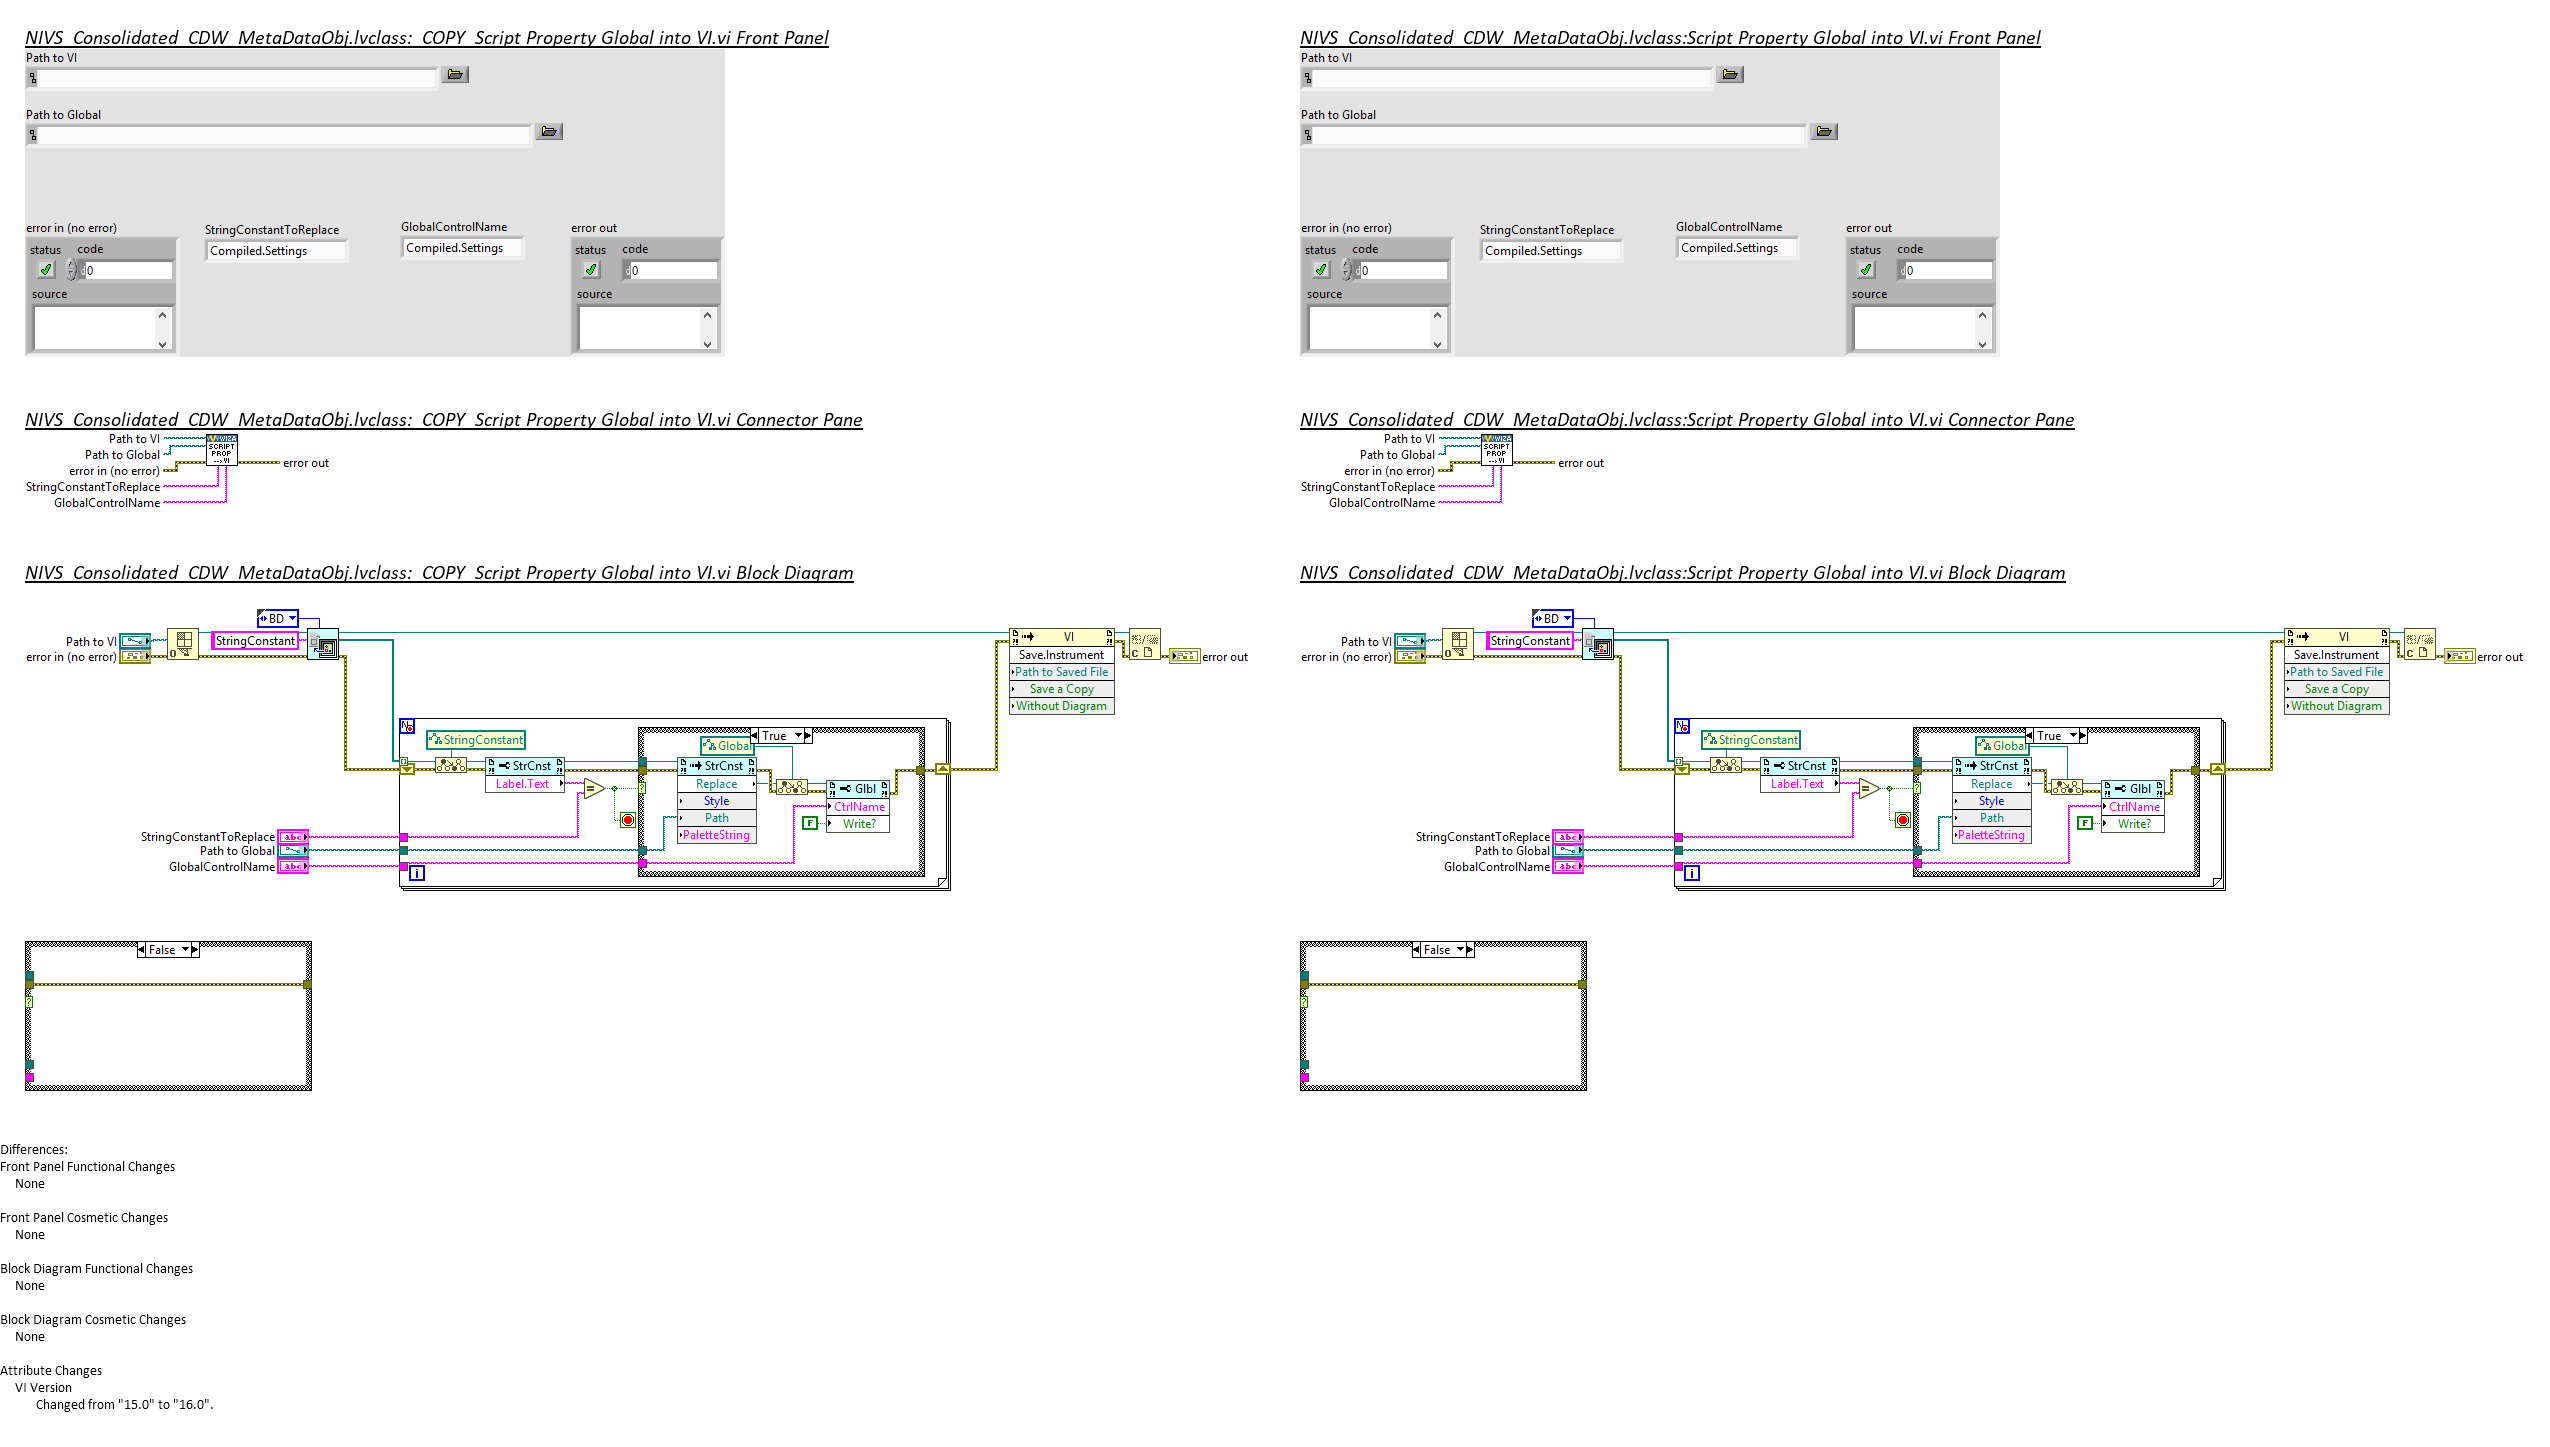 NIVS_Consolidated_CDW_MetaDataObj.lvclass:_COPY_Script Property Global into VI.vi Front Panel
Path to VI
Path to Global
error in (no error)
StringConstantToReplace
GlobalControlName
error out
status code
Compiled.Settings
Compiled.Settings
status code
0
0
source
source
NIVS_Consolidated_CDW_MetaDataObj.lvclass:Script Property Global into VI.vi Front Panel
Path to VI
Path to Global
error in (no error)
StringConstantToReplace
GlobalControlName
error out
status code
Compiled.Settings
Compiled.Settings
status code
0
0
source
source
NIVS_Consolidated_CDW_MetaDataObj.lvclass:_COPY_Script Property Global into VI.vi Connector Pane
Path to VI
Path to Global
error in (no error)
StringConstantToReplace
GlobalControlName
SCRIPT
PROP
--> VI
error out
NIVS_Consolidated_CDW_MetaDataObj.lvclass:Script Property Global into VI.vi Connector Pane
Path to VI
Path to Global
error in (no error)
StringConstantToReplace
GlobalControlName
SCRIPT
PROP
--> VI
error out
NIVS_Consolidated_CDW_MetaDataObj.lvclass:_COPY_Script Property Global into VI.vi Block Diagram
BD
Path to VI
StringConstant
error in (no error)
VI
Save.Instrument
Path to Saved File
Save a Copy
Without Diagram
error out
N
True
StringConstant
Global
StrCnst
Label.Text
StrCnst
Replace
Style
Path
PaletteString
Glbl
CtrlName
Write?
F
StringConstantToReplace
abc
Path to Global
GlobalControlName
abc
i
False
?
NIVS_Consolidated_CDW_MetaDataObj.lvclass:Script Property Global into VI.vi Block Diagram
BD
Path to VI
StringConstant
error in (no error)
VI
Save.Instrument
Path to Saved File
Save a Copy
Without Diagram
error out
N
True
StringConstant
Global
StrCnst
Label.Text
StrCnst
Replace
Style
Path
PaletteString
Glbl
CtrlName
Write?
F
StringConstantToReplace
abc
Path to Global
GlobalControlName
abc
i
False
?
Differences:
Front Panel Functional Changes
None
Front Panel Cosmetic Changes
None
Block Diagram Functional Changes
None
Block Diagram Cosmetic Changes
None
Attribute Changes
VI Version
Changed from "15.0" to "16.0".